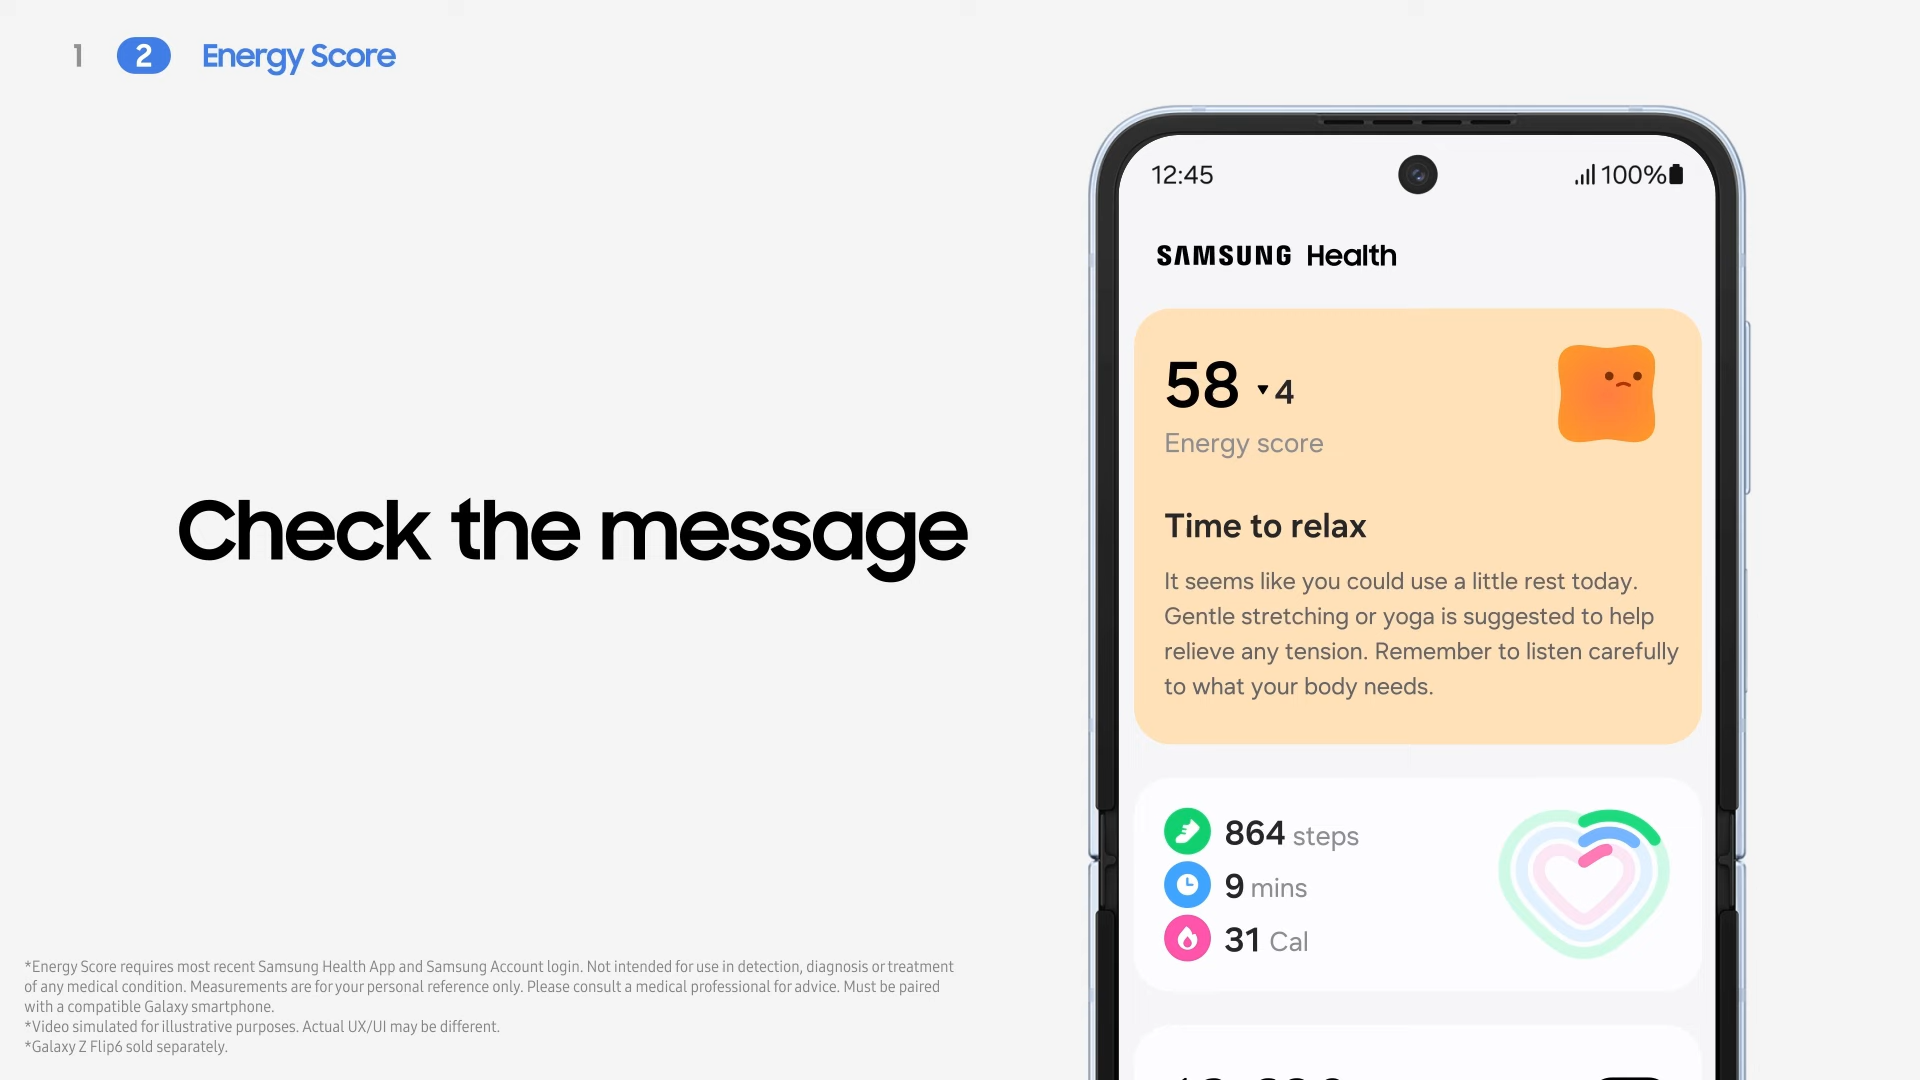 1 2 Energy Score
Check the message
*Energy Score requires most recent Samsung Health App and Samsung Account login. Not intended for use in detection, diagnosis or treatment
of any medical condition. Measurements are for your personal reference only. Please consult a medical professional for advice. Must be paired
with a compatible Galaxy smartphone.
*Video simulated for illustrative purposes. Actual UX/UI may be different.
*Galaxy Z Flip6 sold separately.
12:45 100%
SAMSUNG Health
58 ▼4
Energy score
Time to relax
It seems like you could use a little rest today.
Gentle stretching or yoga is suggested to help
relieve any tension. Remember to listen carefully
to what your body needs.
864 steps
9 mins
31 Cal